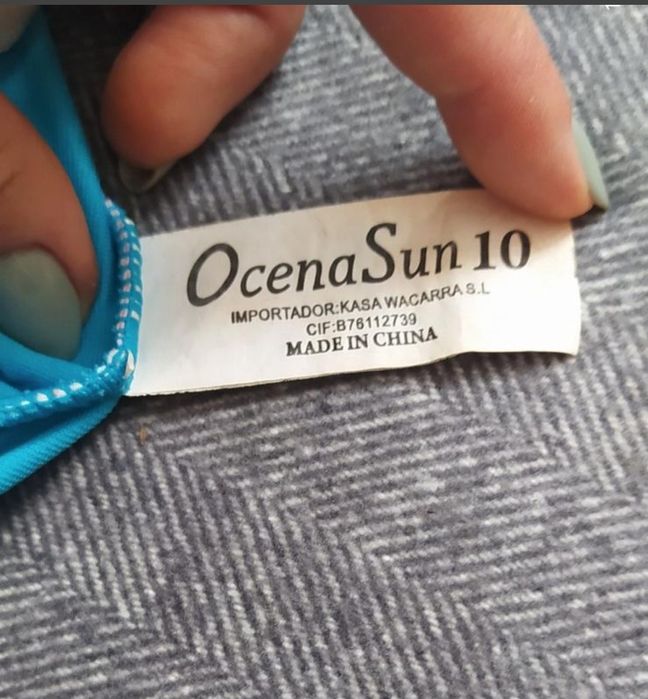 OcenaSun 10
IMPORTADOR:KASA WACARRA S.L
CIF:B76112739
MADE IN CHINA